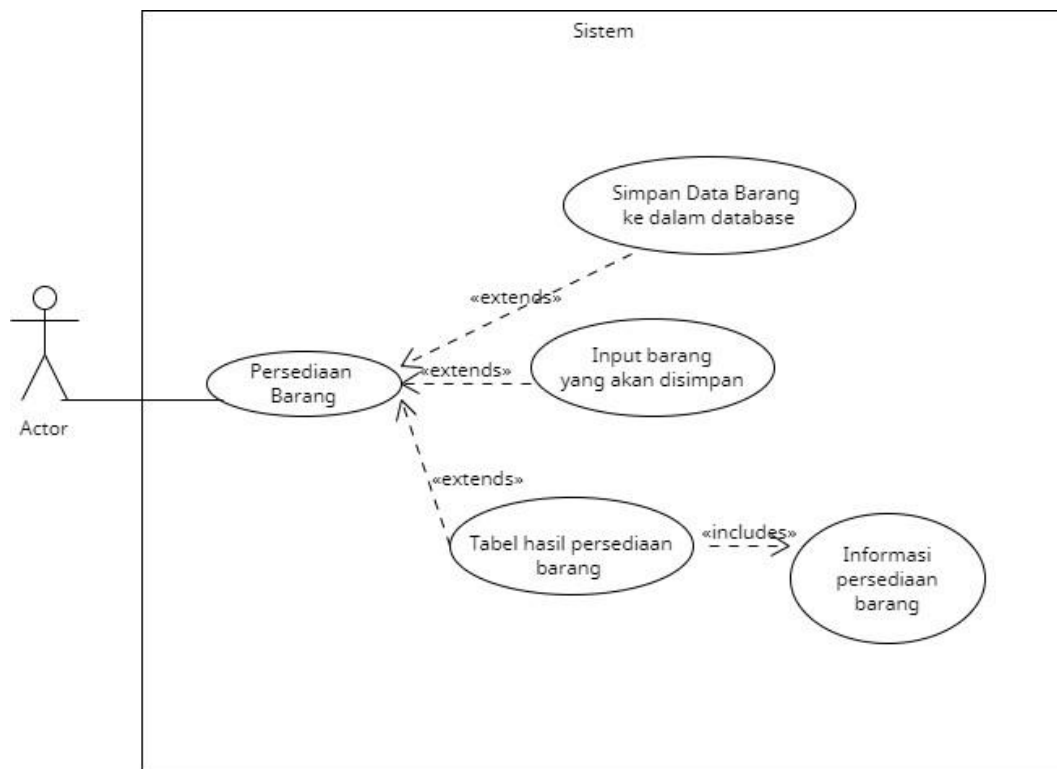 Sistem
Simpan Data Barang
ke dalam database
«extends»
Input barang
yang akan disimpan
«extends»
Persediaan
Barang
Actor
«extends»
Tabel hasil persediaan
barang
«includes»
Informasi
persediaan
barang